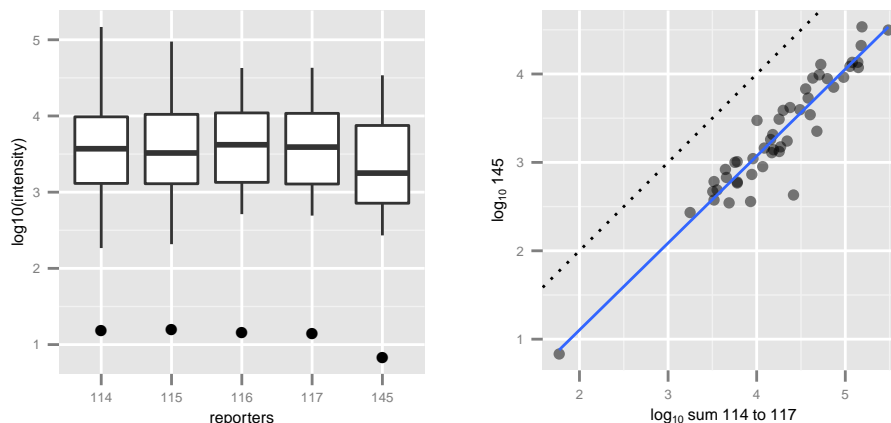 log10(intensity)
5
4
3
2
1
114 115 116 117 145
reporters
log₁₀ 145
4
3
2
1
2 3 4 5
log₁₀ sum 114 to 117